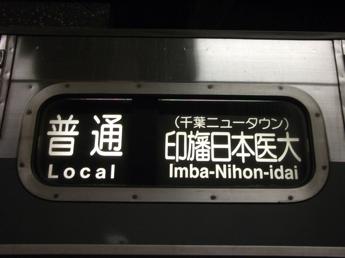 普通
Local
(千葉ニュータウン)
印旛日本医大
Imba-Nihon-idai